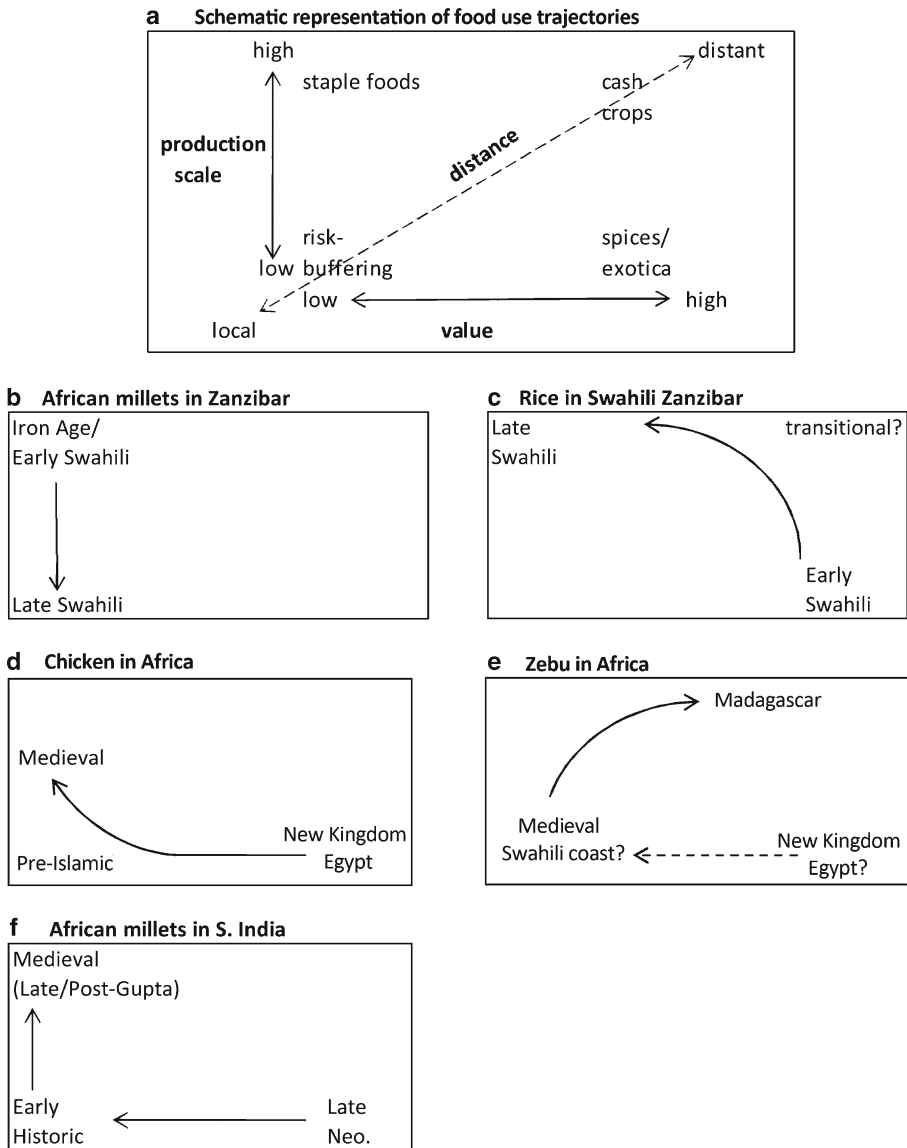 a Schematic representation of food use trajectories
high
distant
staple foods
cash
crops
production
scale
distance
risk-
buffering
low
spices/
exotica
low
high
local
value
b African millets in Zanzibar
Iron Age/
Early Swahili
Late Swahili
c Rice in Swahili Zanzibar
Late
Swahili
transitional?
Early
Swahili
d Chicken in Africa
Medieval
Pre-Islamic
New Kingdom
Egypt
e Zebu in Africa
Madagascar
Medieval
Swahili coast?
New Kingdom
Egypt?
f African millets in S. India
Medieval
(Late/Post-Gupta)
Early
Historic
Late
Neo.